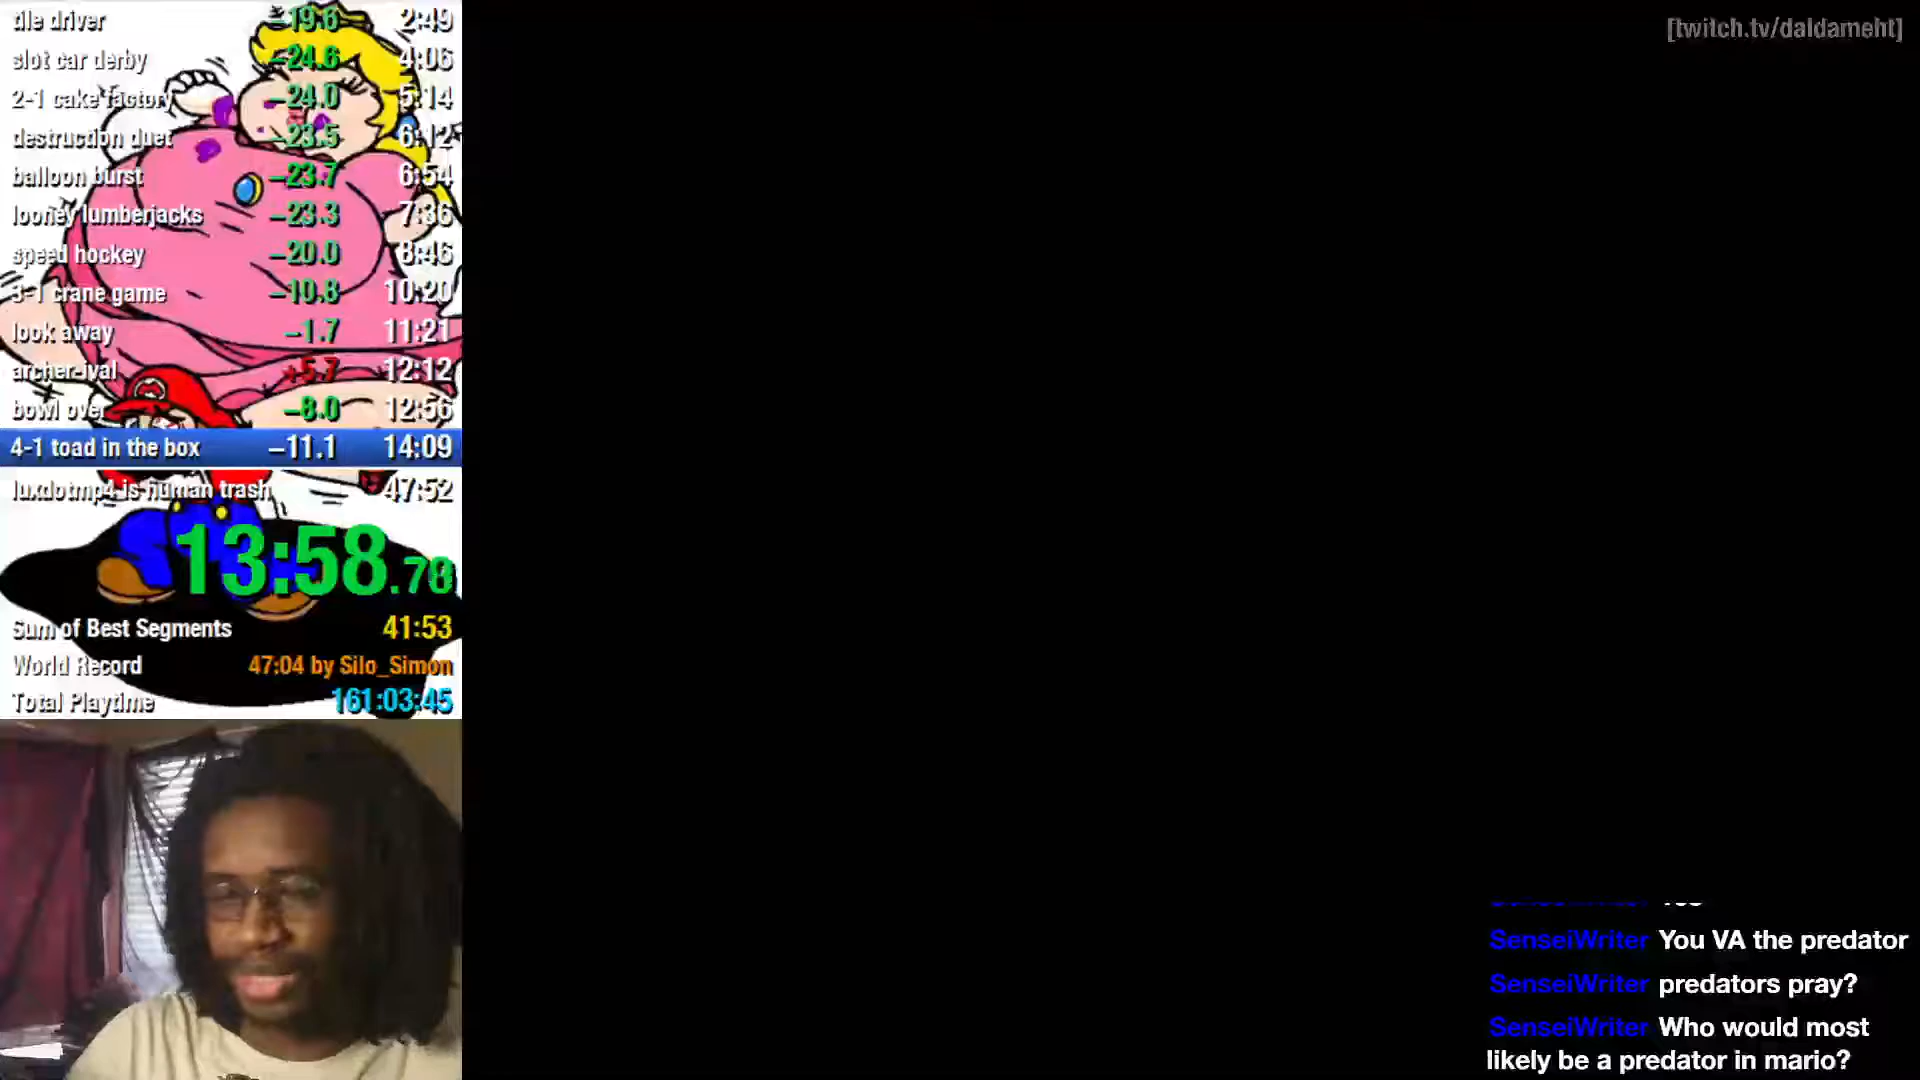 [twitch.tv/daldameht]
tile driver −19.6 2:49
slot car derby −24.6 4:06
2-1 cake factory −24.0 5:14
destruction duet −23.5 6:12
balloon burst −23.7 6:54
looney lumberjacks −23.3 7:36
speed hockey −20.0 8:46
3-1 crane game −10.8 10:20
look away −1.7 11:21
archer-ival +5.7 12:12
bowl over −8.0 12:56
4-1 toad in the box −11.1 14:09
luxdotmp4 is human trash 47:52
13:58.78
Sum of Best Segments 41:53
World Record 47:04 by Silo_Simon
Total Playtime 161:03:45
SenseiWriter You VA the predator
SenseiWriter predators pray?
SenseiWriter Who would most
likely be a predator in mario?